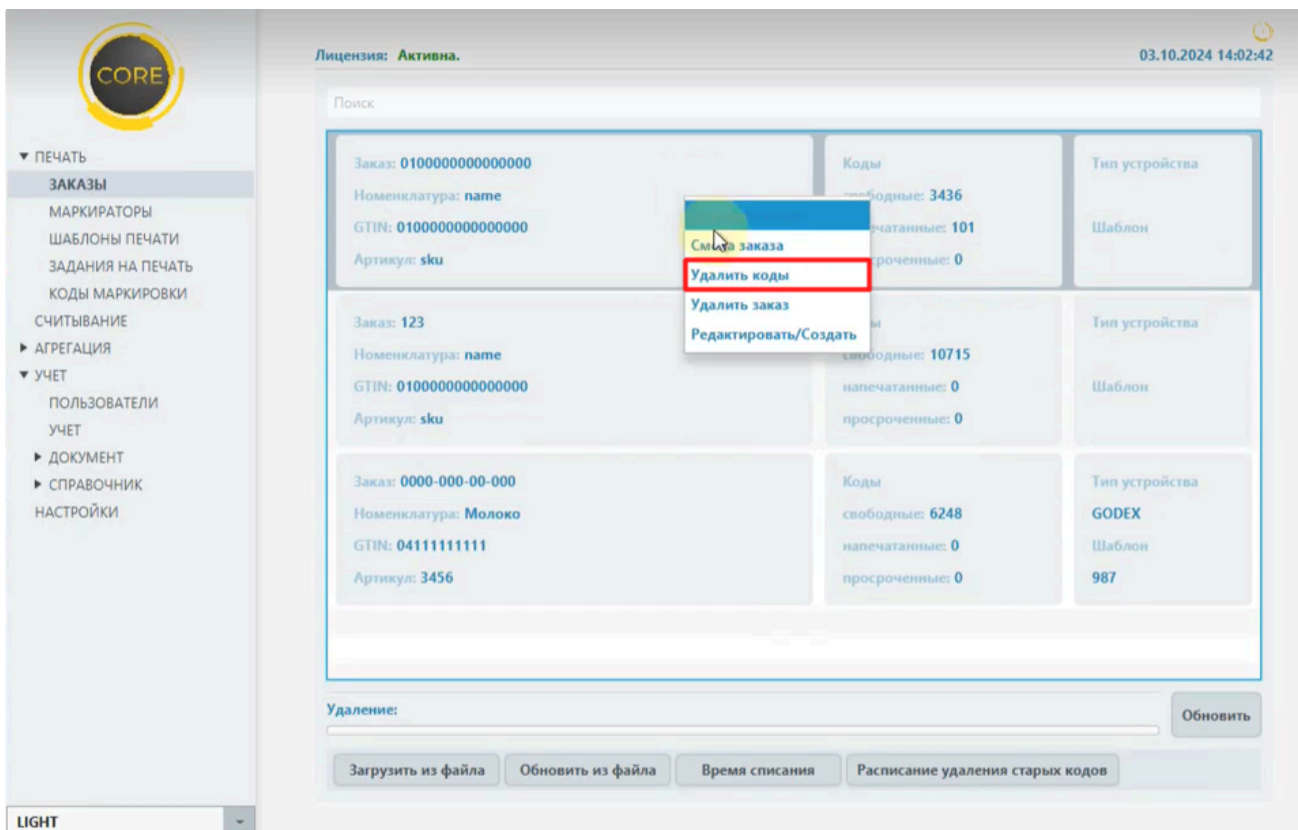 CORE
Лицензия: Активна.
03.10.2024 14:02:42
Поиск
ПЕЧАТЬ
ЗАКАЗЫ
МАРКИРАТОРЫ
ШАБЛОНЫ ПЕЧАТИ
ЗАДАНИЯ НА ПЕЧАТЬ
КОДЫ МАРКИРОВКИ
СЧИТЫВАНИЕ
АГРЕГАЦИЯ
УЧЕТ
ПОЛЬЗОВАТЕЛИ
УЧЕТ
ДОКУМЕНТ
СПРАВОЧНИК
НАСТРОЙКИ
LIGHT
Заказ: 0100000000000000
Номенклатура: name
GTIN: 0100000000000000
Артикул: sku
Коды
3436
101
0
Тип устройства
Шаблон
заказа
Удалить коды
Удалить заказ
Редактировать/Создать
Заказ: 123
Номенклатура: name
GTIN: 0100000000000000
Артикул: sku
свободные: 10715
напечатанные: 0
просроченные: 0
Тип устройства
Шаблон
Заказ: 0000-000-00-000
Номенклатура: Молоко
GTIN: 04111111111
Артикул: 3456
Коды
свободные: 6248
напечатанные: 0
просроченные: 0
Тип устройства
GODEX
Шаблон
987
Удаление:
Обновить
Загрузить из файла
Обновить из файла
Время списания
Расписание удаления старых кодов